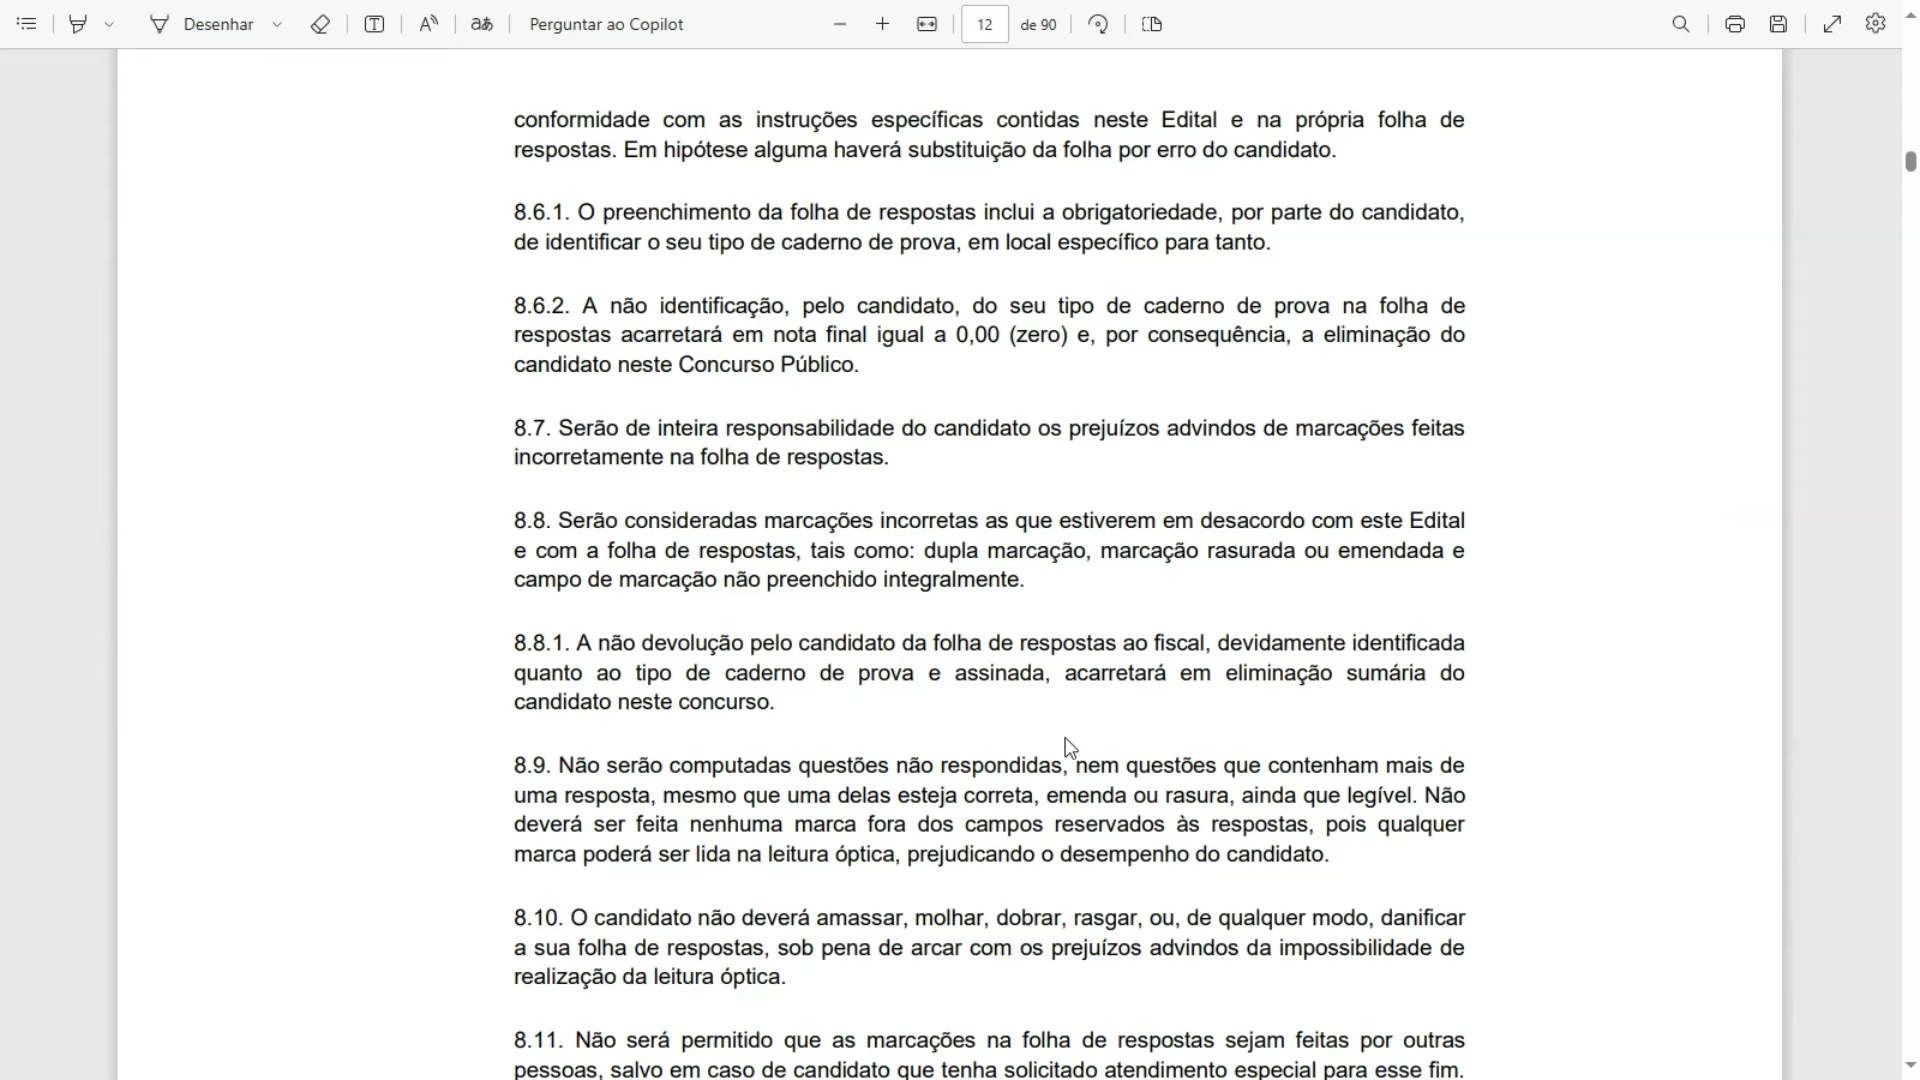 Desenhar
Perguntar ao Copilot
12 de 90
conformidade com as instruções específicas contidas neste Edital e na própria folha de
respostas. Em hipótese alguma haverá substituição da folha por erro do candidato.
8.6.1. O preenchimento da folha de respostas inclui a obrigatoriedade, por parte do candidato,
de identificar o seu tipo de caderno de prova, em local específico para tanto.
8.6.2. A não identificação, pelo candidato, do seu tipo de caderno de prova na folha de
respostas acarretará em nota final igual a 0,00 (zero) e, por consequência, a eliminação do
candidato neste Concurso Público.
8.7. Serão de inteira responsabilidade do candidato os prejuízos advindos de marcações feitas
incorretamente na folha de respostas.
8.8. Serão consideradas marcações incorretas as que estiverem em desacordo com este Edital
e com a folha de respostas, tais como: dupla marcação, marcação rasurada ou emendada e
campo de marcação não preenchido integralmente.
8.8.1. A não devolução pelo candidato da folha de respostas ao fiscal, devidamente identificada
quanto ao tipo de caderno de prova e assinada, acarretará em eliminação sumária do
candidato neste concurso.
8.9. Não serão computadas questões não respondidas, nem questões que contenham mais de
uma resposta, mesmo que uma delas esteja correta, emenda ou rasura, ainda que legível. Não
deverá ser feita nenhuma marca fora dos campos reservados às respostas, pois qualquer
marca poderá ser lida na leitura óptica, prejudicando o desempenho do candidato.
8.10. O candidato não deverá amassar, molhar, dobrar, rasgar, ou, de qualquer modo, danificar
a sua folha de respostas, sob pena de arcar com os prejuízos advindos da impossibilidade de
realização da leitura óptica.
8.11. Não será permitido que as marcações na folha de respostas sejam feitas por outras
pessoas, salvo em caso de candidato que tenha solicitado atendimento especial para esse fim.